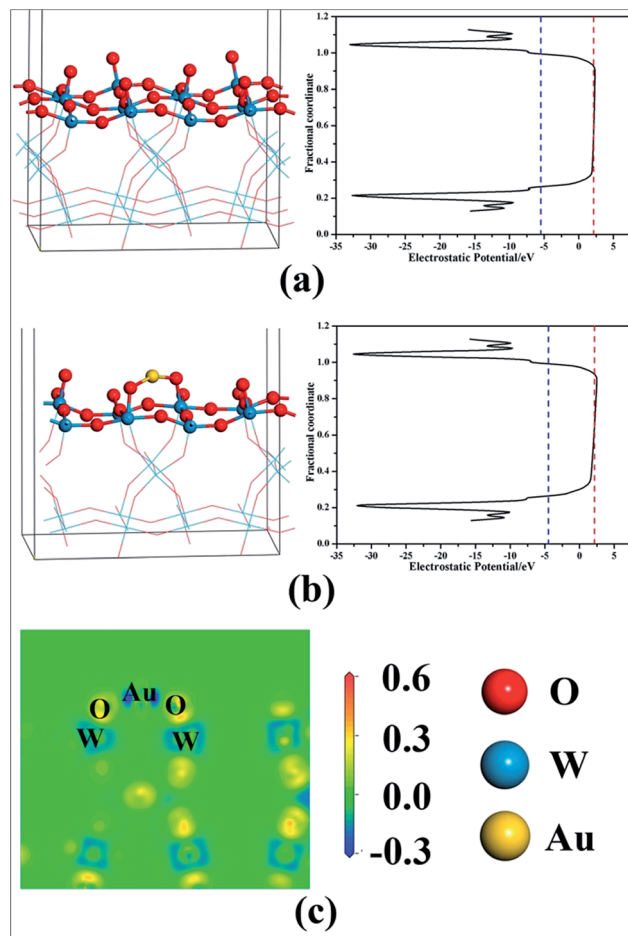 1.2
1.0
0.8
0.6
0.4
0.2
0.0
Fractional coordinate
-35 -30 -25 -20 -15 -10 -5 0 5
Electrostatic Potential/eV
(a)
1.2
1.0
0.8
0.6
0.4
0.2
0.0
Fractional coordinate
-35 -30 -25 -20 -15 -10 -5 0 5
Electrostatic Potential/eV
(b)
Au
O O
W W
0.6
0.3
0.0
-0.3
O
W
Au
(c)